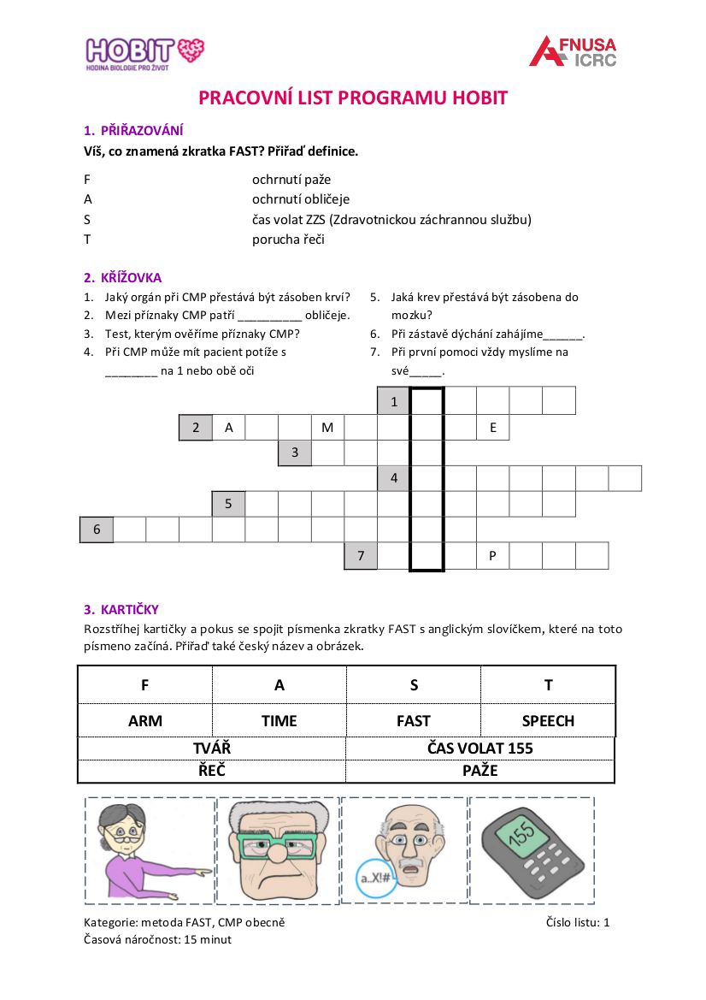 HOBIT
HODINA BIOLOGIE PRO ŽIVOT
FNUSA
ICRC
PRACOVNÍ LIST PROGRAMU HOBIT
1. PŘIŘAZOVÁNÍ
Víš, co znamená zkratka FAST? Přiřaď definice.
F ochrnutí paže
A ochrnutí obličeje
S čas volat ZZS (Zdravotnickou záchrannou službu)
T porucha řeči
2. KŘÍŽOVKA
1. Jaký orgán při CMP přestává být zásoben krví?
2. Mezi příznaky CMP patří __________ obličeje.
3. Test, kterým ověříme příznaky CMP?
4. Při CMP může mít pacient potíže s
________ na 1 nebo obě oči
5. Jaká krev přestává být zásobena do
mozku?
6. Při zástavě dýchání zahájíme______.
7. Při první pomoci vždy myslíme na
své_____.
1
2 A M E
3
4
5
6
7 P
3. KARTIČKY
Rozstříhej kartičky a pokus se spojit písmenka zkratky FAST s anglickým slovíčkem, které na toto
písmeno začíná. Přiřaď také český název a obrázek.
F A S T
ARM TIME FAST SPEECH
TVÁŘ ČAS VOLAT 155
ŘEČ PAŽE
a..X!#
155
Kategorie: metoda FAST, CMP obecně Číslo listu: 1
Časová náročnost: 15 minut